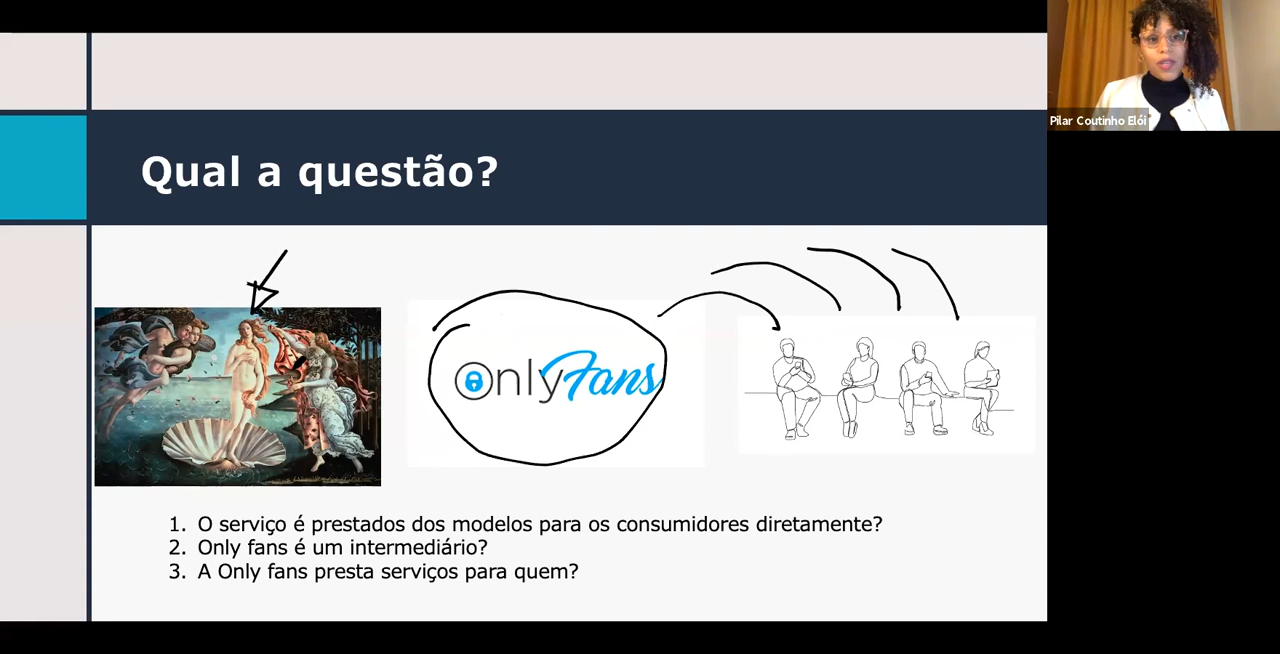 Qual a questão?
Pilar Coutinho Elói
OnlyFans
1. O serviço é prestados dos modelos para os consumidores diretamente?
2. Only fans é um intermediário?
3. A Only fans presta serviços para quem?